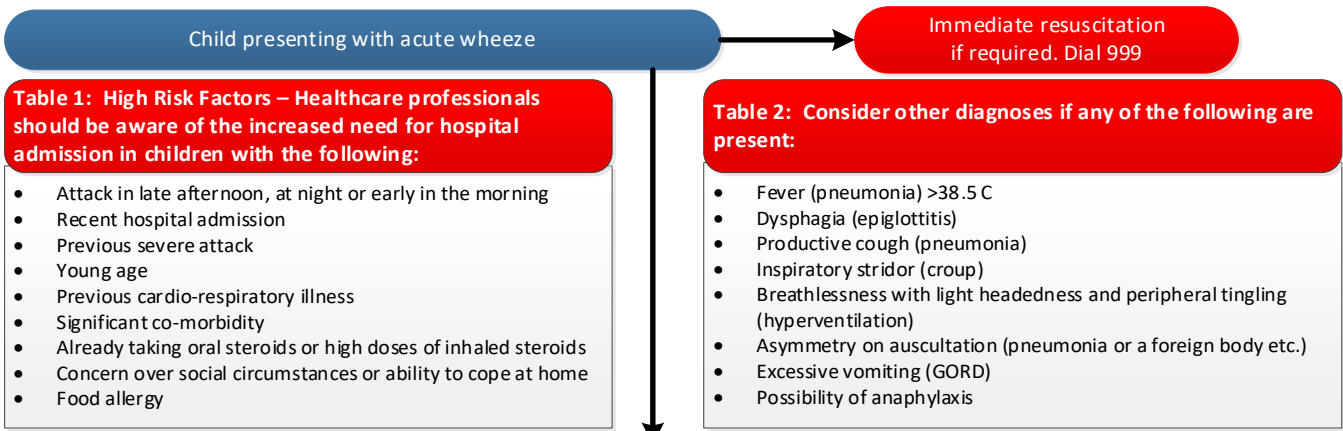 Child presenting with acute wheeze
Immediate resuscitation
if required. Dial 999
Table 1: High Risk Factors – Healthcare professionals
should be aware of the increased need for hospital
admission in children with the following:
• Attack in late afternoon, at night or early in the morning
• Recent hospital admission
• Previous severe attack
• Young age
• Previous cardio-respiratory illness
• Significant co-morbidity
• Already taking oral steroids or high doses of inhaled steroids
• Concern over social circumstances or ability to cope at home
• Food allergy
Table 2: Consider other diagnoses if any of the following are
present:
• Fever (pneumonia) >38.5 C
• Dysphagia (epiglottitis)
• Productive cough (pneumonia)
• Inspiratory stridor (croup)
• Breathlessness with light headedness and peripheral tingling
(hyperventilation)
• Asymmetry on auscultation (pneumonia or a foreign body etc.)
• Excessive vomiting (GORD)
• Possibility of anaphylaxis